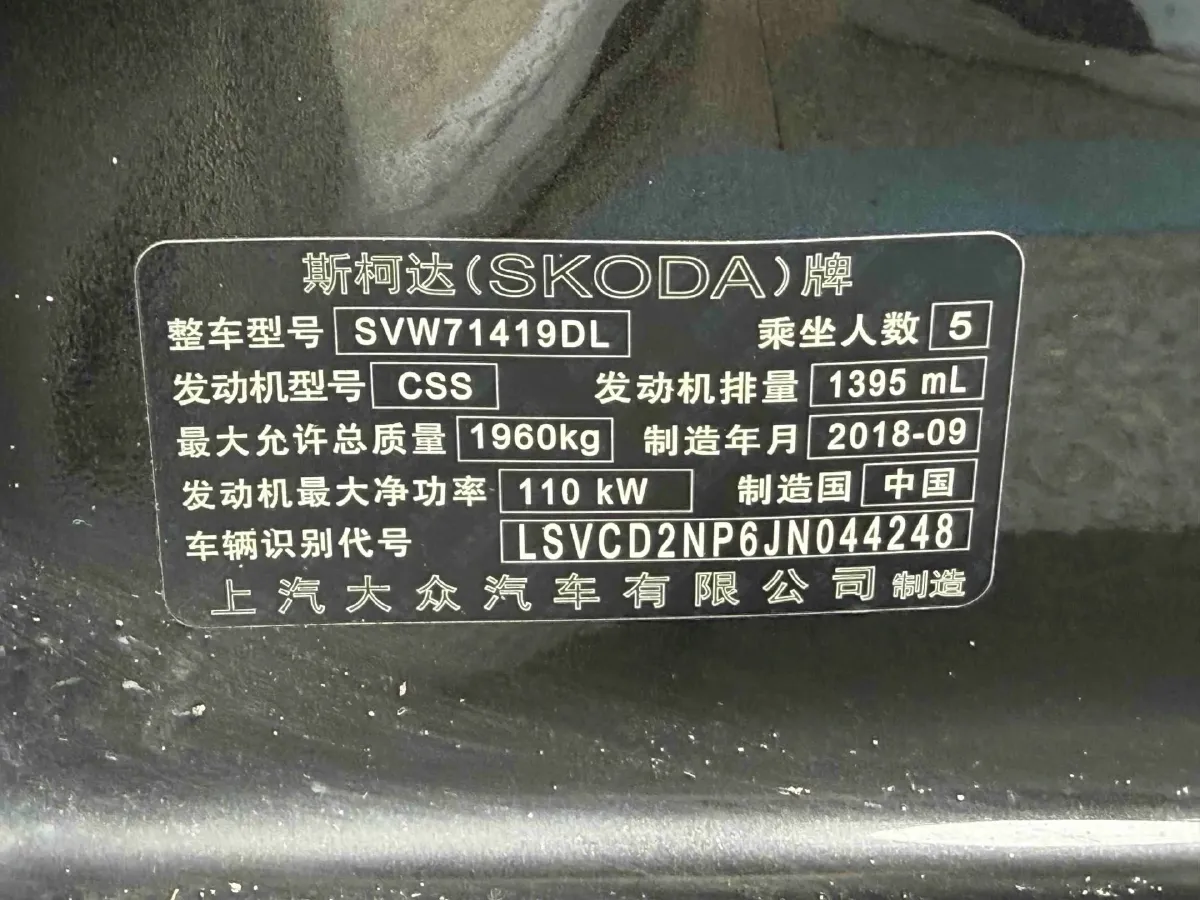 斯柯达(SKODA)牌
整车型号 SVW71419DL 乘坐人数 5
发动机型号 CSS 发动机排量 1395 mL
最大允许总质量 1960kg 制造年月 2018-09
发动机最大净功率 110 kW 制造国 中国
车辆识别代号 LSVCD2NP6JN044248
上汽大众汽车有限公司 制造